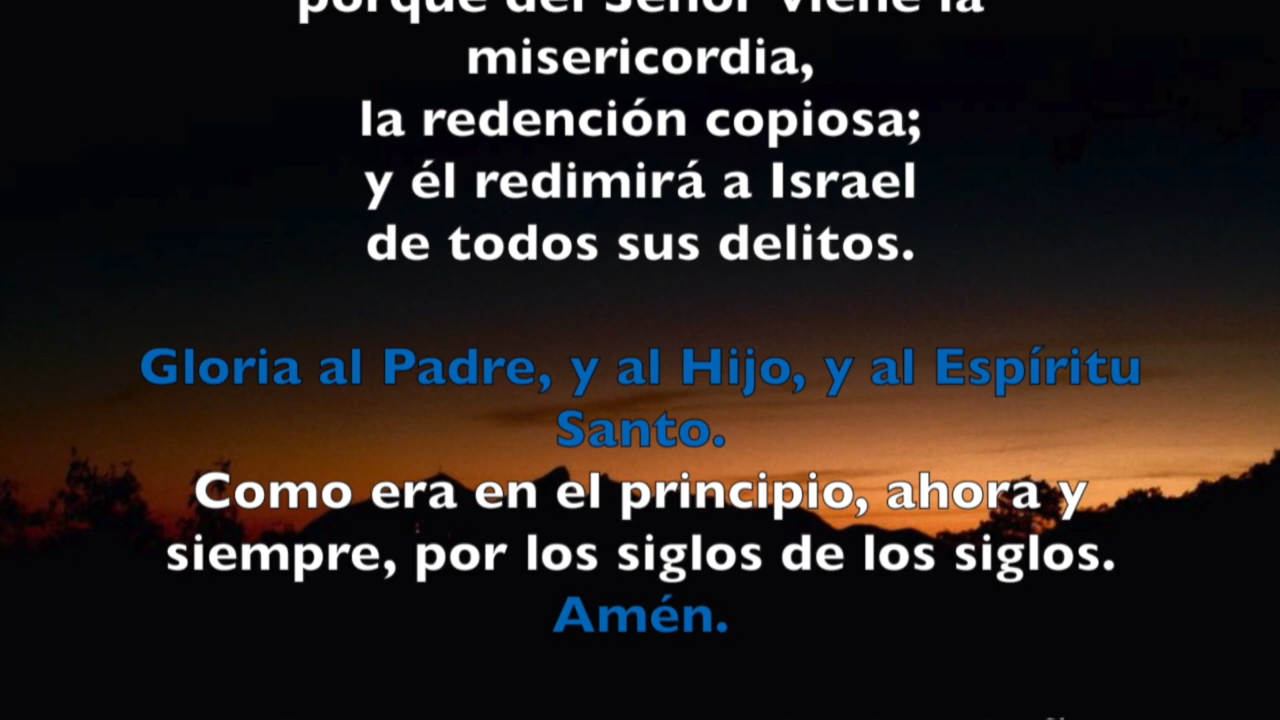 porque del Señor viene la
misericordia,
la redención copiosa;
y él redimirá a Israel
de todos sus delitos.
Gloria al Padre, y al Hijo, y al Espíritu
Santo.
Como era en el principio, ahora y
siempre, por los siglos de los siglos.
Amén.